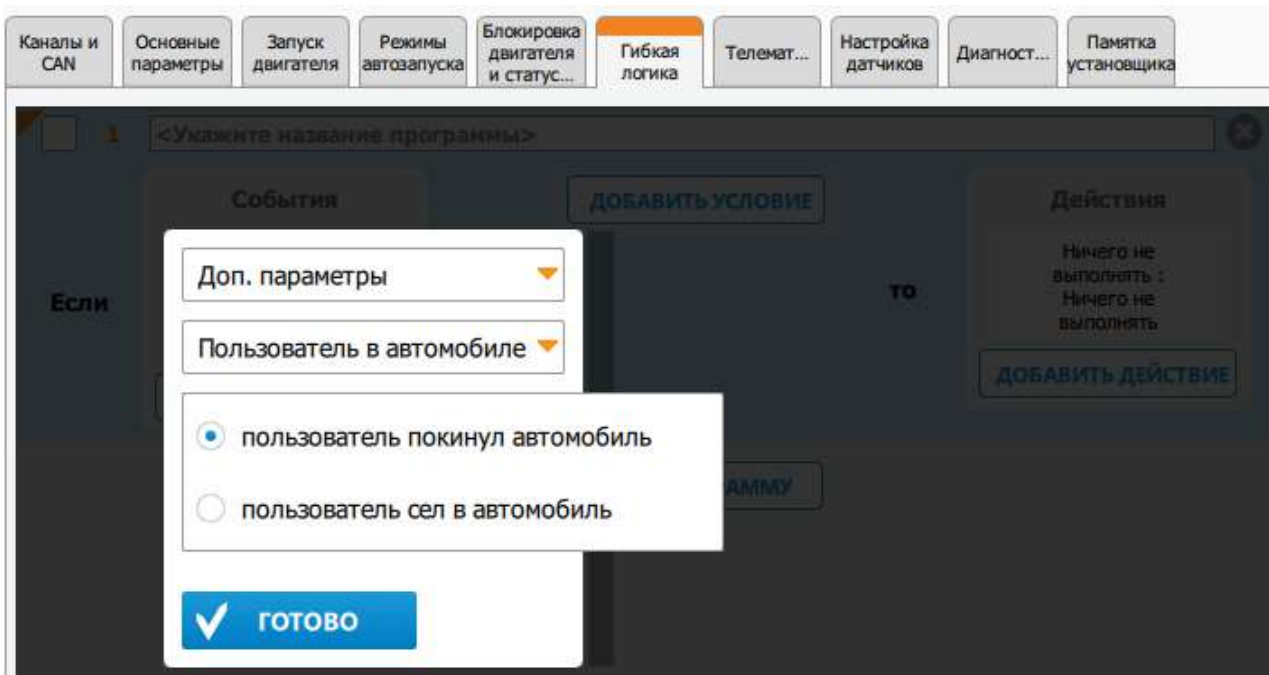 Каналы и
CAN
Основные
параметры
Запуск
двигателя
Режимы
автозапуска
Блокировка
двигателя
и статус...
Гибкая
логика
Телемат...
Настройка
датчиков
Диагност...
Памятка
установщика
1 <Укажите название программы>
События
ДОБАВИТЬ УСЛОВИЕ
Действия
Доп. параметры
Если
то
Ничего не
выполнять :
Ничего не
выполнять
Пользователь в автомобиле
ДОБАВИТЬ ДЕЙСТВИЕ
пользователь покинул автомобиль
пользователь сел в автомобиль
ГОТОВО